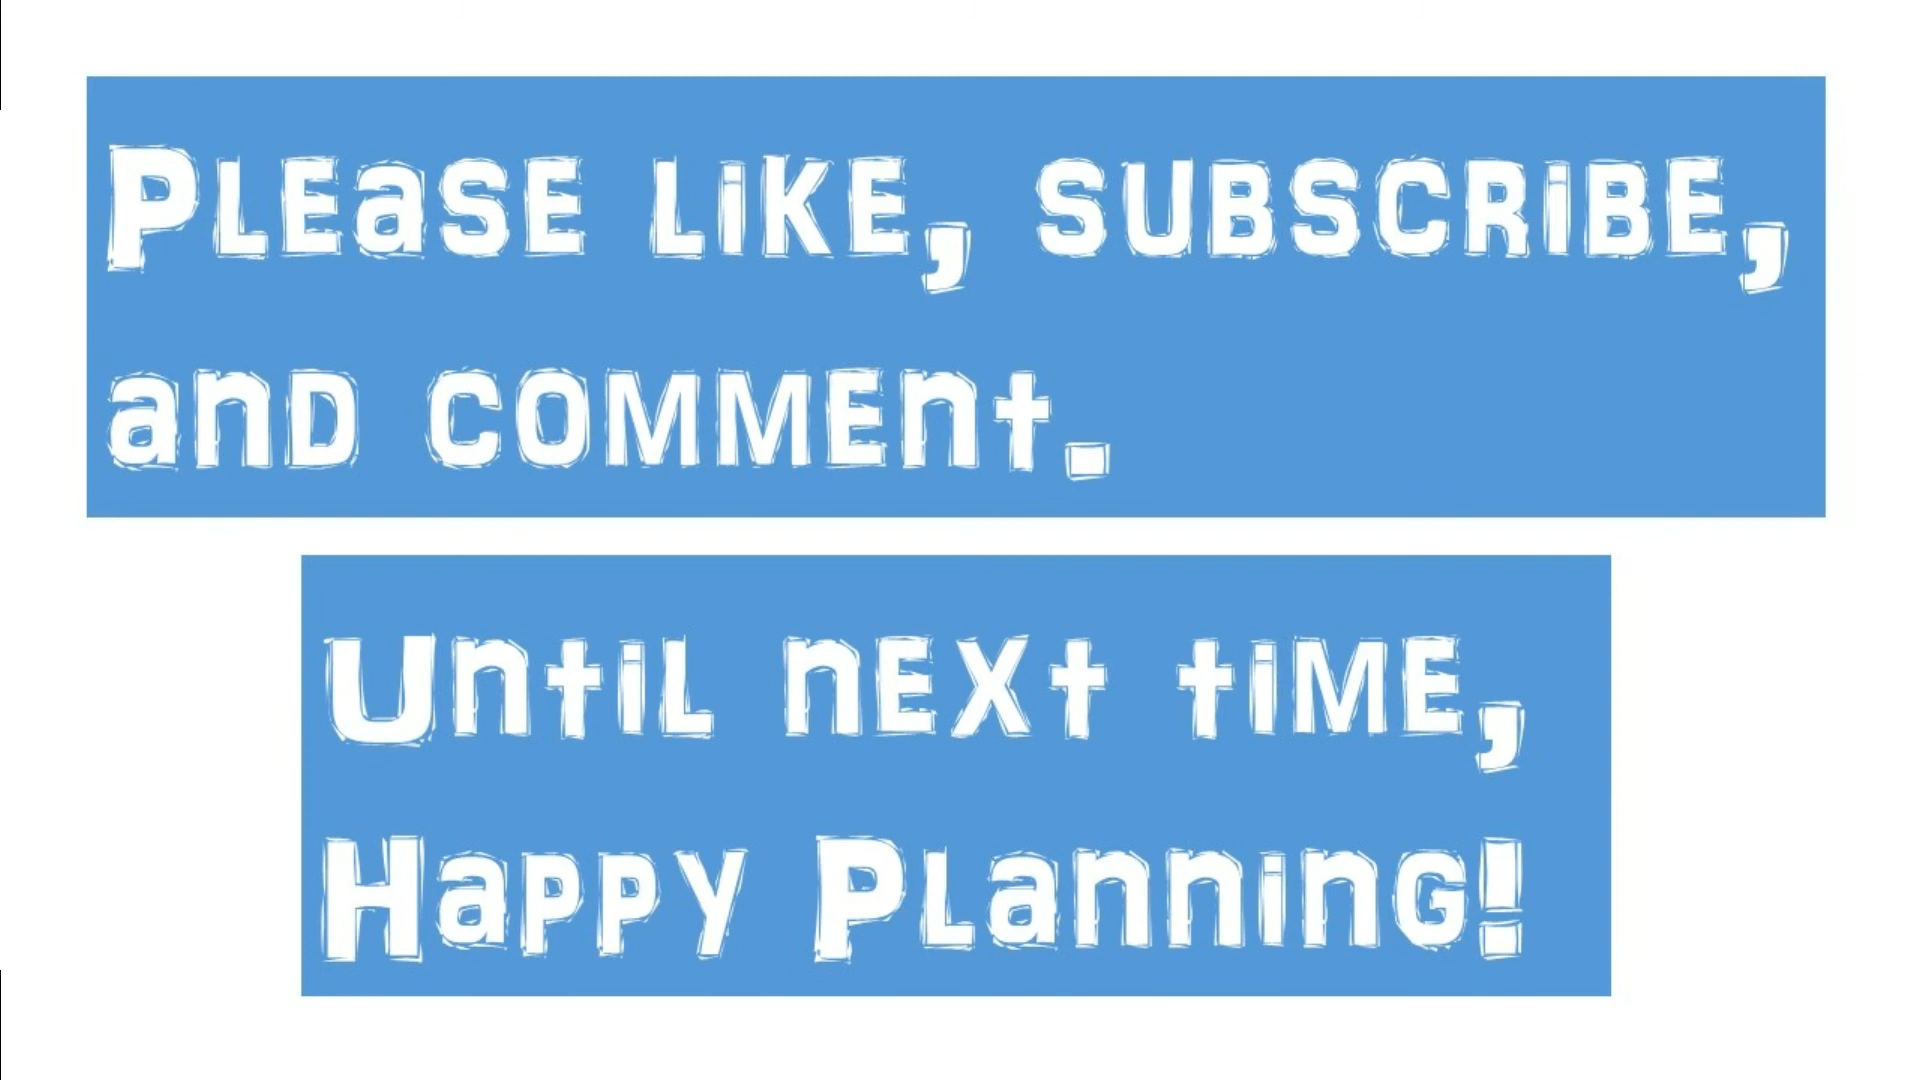 Please like, subscribe,
and comment.
Until next time,
Happy Planning!